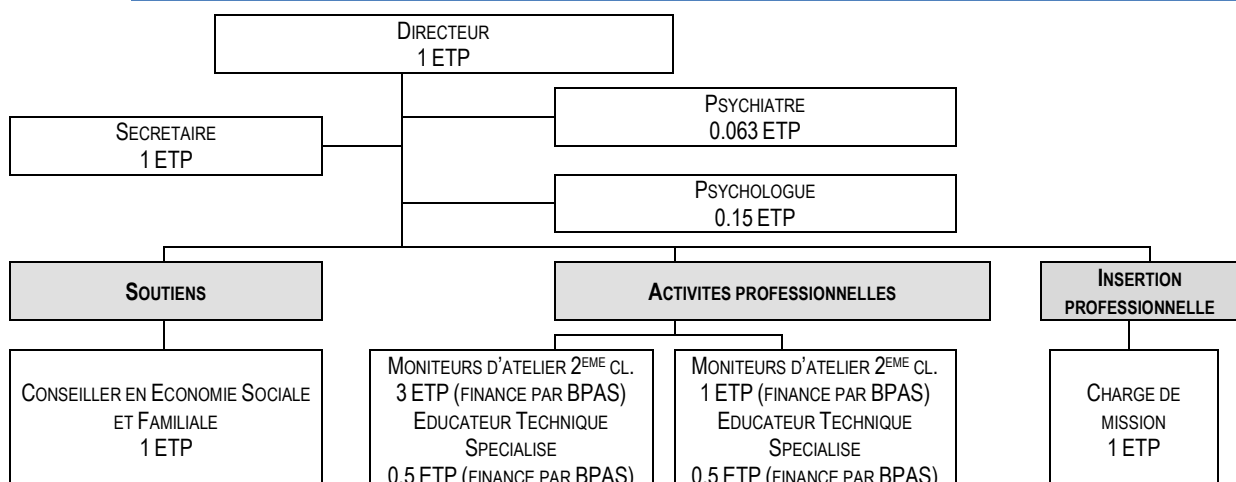 DIRECTEUR
1 ETP
PSYCHIATRE
0.063 ETP
SECRETAIRE
1 ETP
PSYCHOLOGUE
0.15 ETP
SOUTIENS
ACTIVITES PROFESSIONNELLES
INSERTION
PROFESSIONNELLE
CONSEILLER EN ECONOMIE SOCIALE
ET FAMILIALE
1 ETP
MONITEURS D'ATELIER 2EME CL.
3 ETP (FINANCE PAR BPAS)
EDUCATEUR TECHNIQUE
SPECIALISE
0.5 ETP (FINANCE PAR BPAS)
MONITEURS D'ATELIER 2EME CL.
1 ETP (FINANCE PAR BPAS)
EDUCATEUR TECHNIQUE
SPECIALISE
0.5 ETP (FINANCE PAR BPAS)
CHARGE DE
MISSION
1 ETP